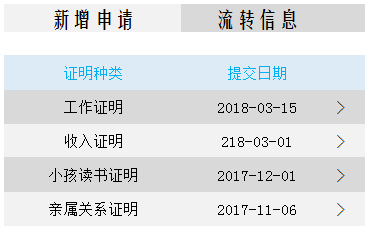 新增申请 流转信息
证明种类 提交日期
工作证明 2018-03-15
收入证明 218-03-01
小孩读书证明 2017-12-01
亲属关系证明 2017-11-06